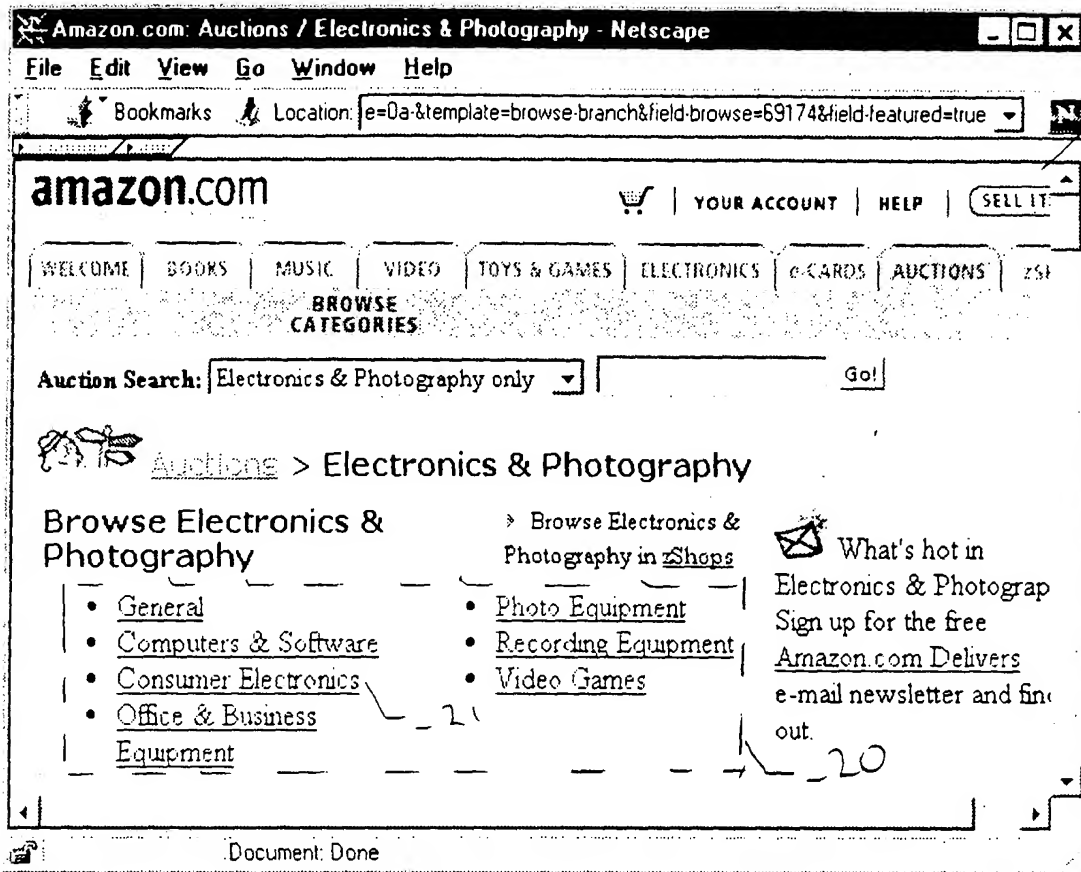 Amazon.com: Auctions / Electronics & Photography - Netscape
File Edit View Go Window Help
Bookmarks Location: e=0a-&template=browse-branch&field-browse=69174&field-featured=true N
amazon.com
YOUR ACCOUNT | HELP | SELL IT
WELCOME BOOKS MUSIC VIDEO TOYS & GAMES ELECTRONICS e-CARDS AUCTIONS zSH
BROWSE
CATEGORIES
Auction Search: Electronics & Photography only Go!
Auctions > Electronics & Photography
Browse Electronics &
Photography
» Browse Electronics &
Photography in zShops
• General
• Computers & Software
• Consumer Electronics
• Office & Business
Equipment
• Photo Equipment
• Recording Equipment
• Video Games
21
20
What's hot in
Electronics & Photograp
Sign up for the free
Amazon.com Delivers
e-mail newsletter and find
out.
Document: Done